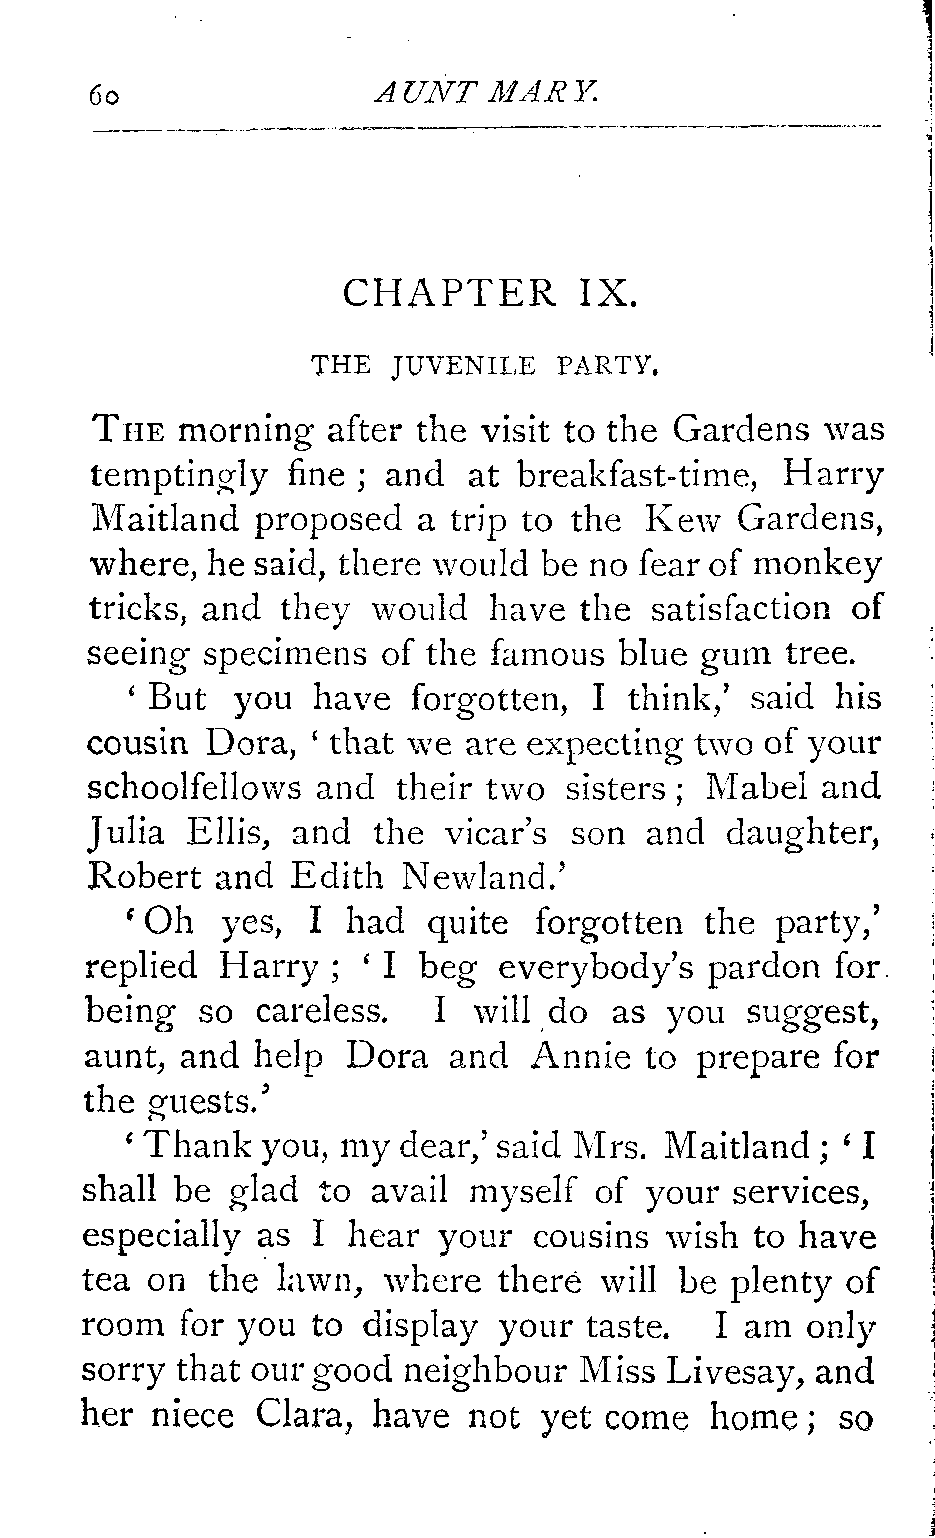 60 AUNT MARY.
CHAPTER IX.
THE JUVENILE PARTY.
THE morning after the visit to the Gardens was
temptingly fine ; and at breakfast-time, Harry
Maitland proposed a trip to the Kew Gardens,
where, he said, there would be no fear of monkey
tricks, and they would have the satisfaction of
seeing specimens of the famous blue gum tree.
‘ But you have forgotten, I think,’ said his
cousin Dora, ‘ that we are expecting two of your
schoolfellows and their two sisters ; Mabel and
Julia Ellis, and the vicar’s son and daughter,
Robert and Edith Newland.’
‘ Oh yes, I had quite forgotten the party,’
replied Harry ; ‘ I beg everybody’s pardon for
being so careless. I will do as you suggest,
aunt, and help Dora and Annie to prepare for
the guests.’
‘ Thank you, my dear,’ said Mrs. Maitland ; ‘ I
shall be glad to avail myself of your services,
especially as I hear your cousins wish to have
tea on the lawn, where there will be plenty of
room for you to display your taste. I am only
sorry that our good neighbour Miss Livesay, and
her niece Clara, have not yet come home ; so